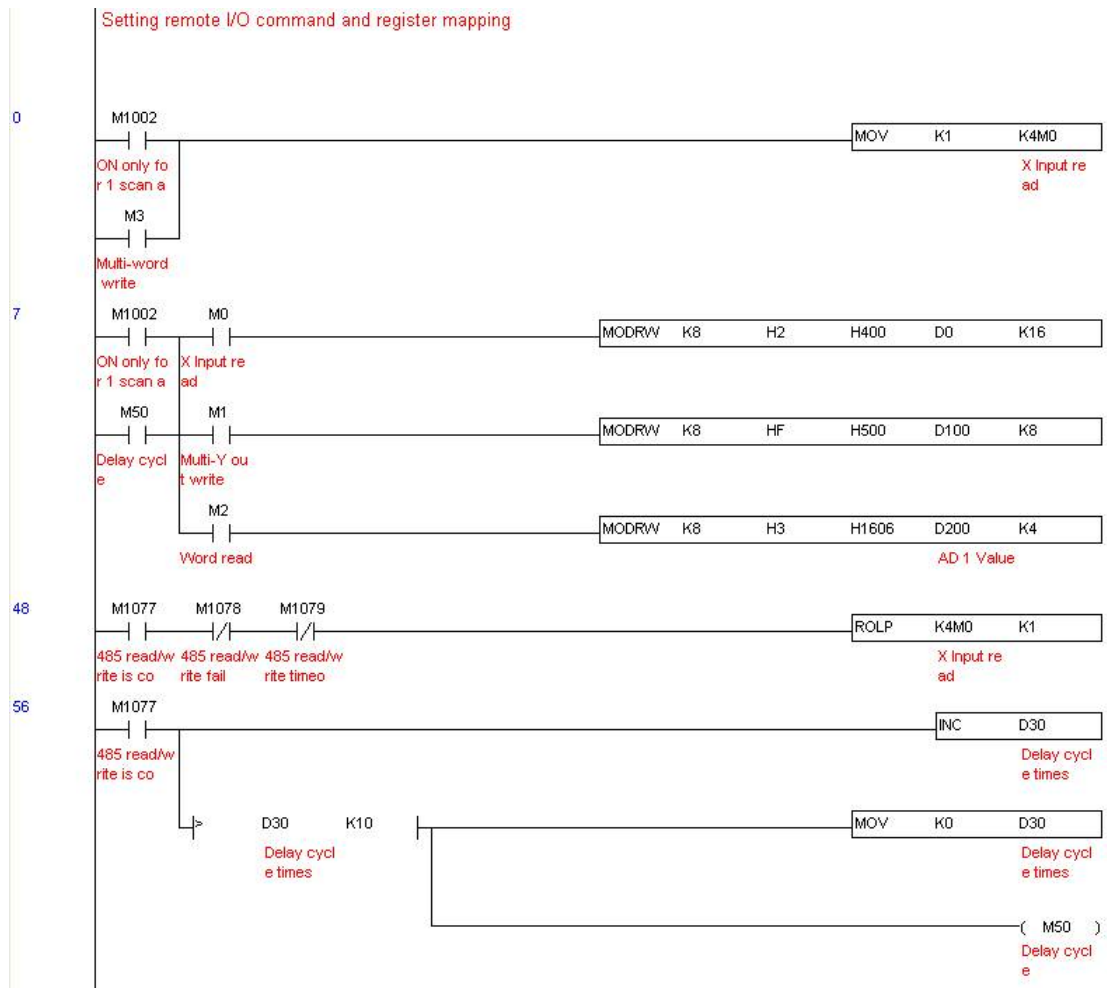 Setting remote I/O command and register mapping
0
M1002
MOV K1 K4M0
ON only fo
r 1 scan a
X Input re
ad
M3
Multi-word
write
7
M1002 M0
MODRW K8 H2 H400 D0 K16
ON only fo
r 1 scan a
X Input re
ad
M50 M1
MODRW K8 HF H500 D100 K8
Delay cycl
e
Multi-Y ou
t write
M2
MODRW K8 H3 H1606 D200 K4
Word read
AD 1 Value
48
M1077 M1078 M1079
ROLP K4M0 K1
485 read/w
rite is co
485 read/w
rite fail
485 read/w
rite timeo
X Input re
ad
56
M1077
INC D30
485 read/w
rite is co
Delay cycl
e times
> D30 K10
MOV K0 D30
Delay cycl
e times
Delay cycl
e times
( M50 )
Delay cycl
e